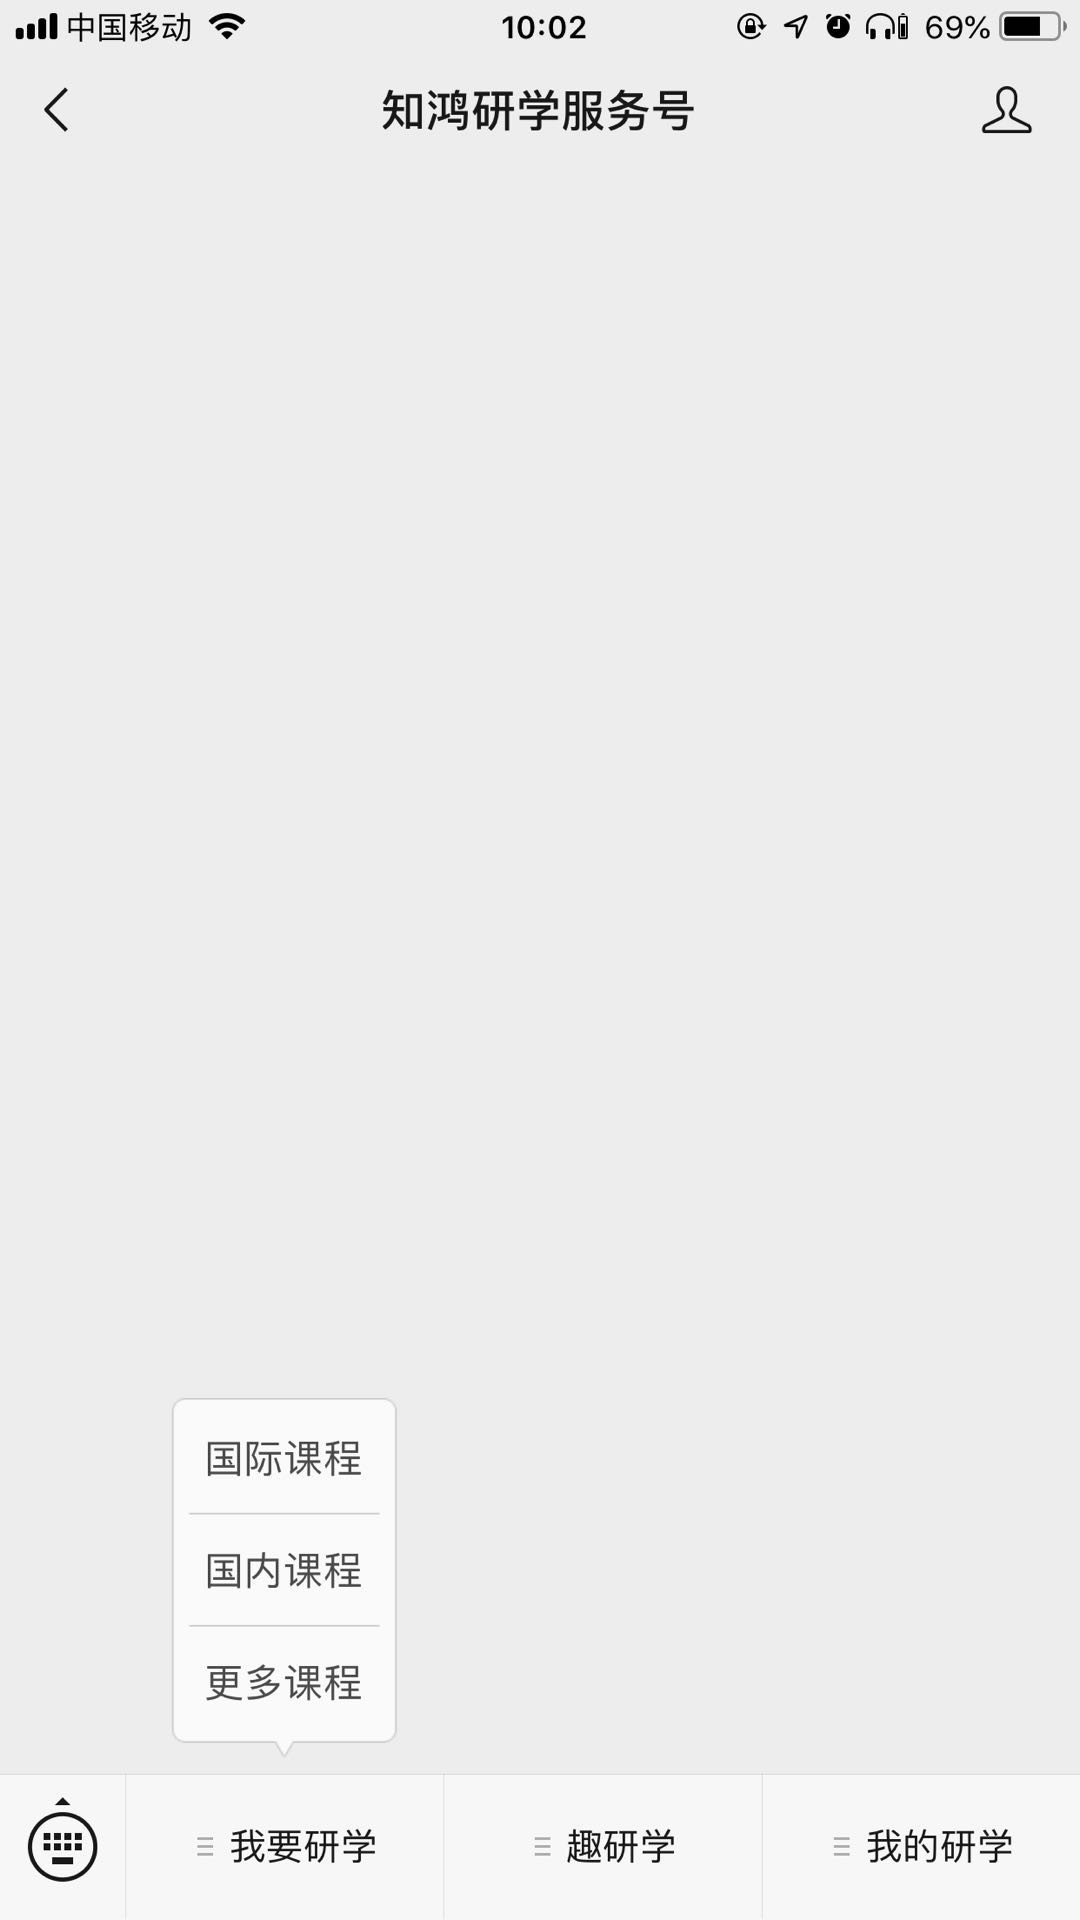 中国移动 10:02 69%
知鸿研学服务号
国际课程
国内课程
更多课程
我要研学 趣研学 我的研学